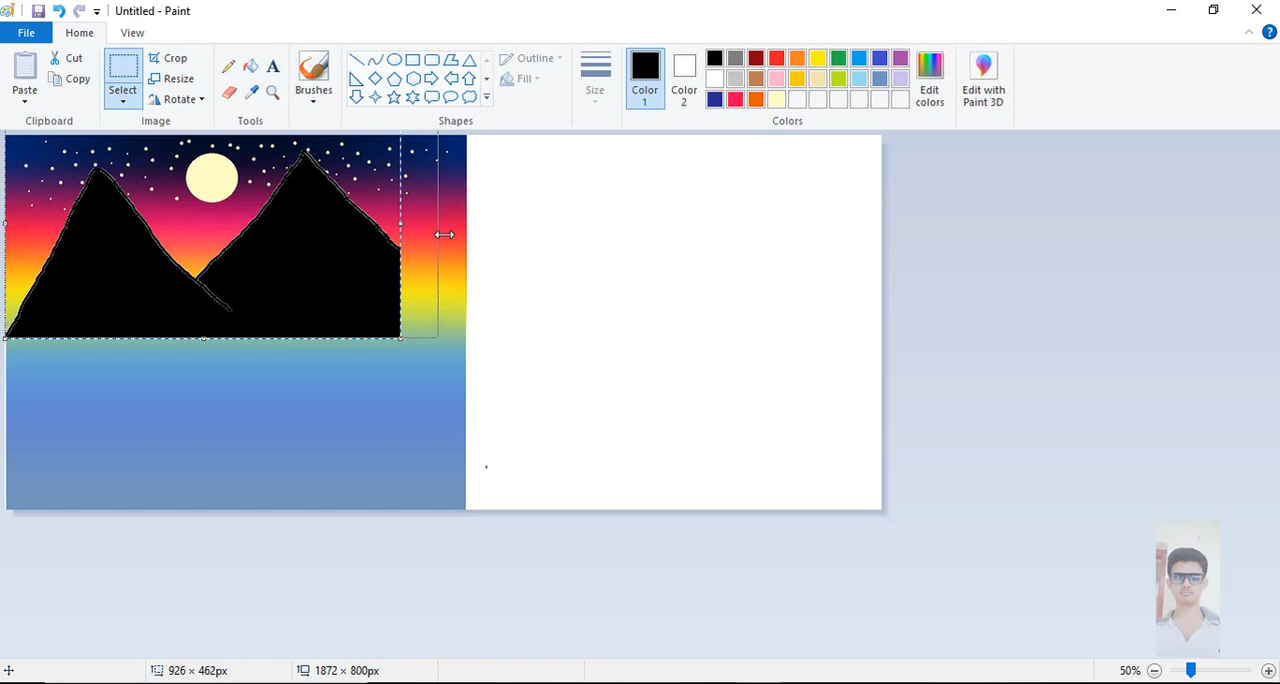 Untitled - Paint
File Home View
Paste
Cut
Copy
Clipboard
Select
Crop
Resize
Rotate
Image
A
Tools
Brushes
Outline
Fill
Shapes
Size
Color 1
Color 2
Edit colors
Colors
Edit with Paint 3D
926 × 462px
1872 × 800px
50%